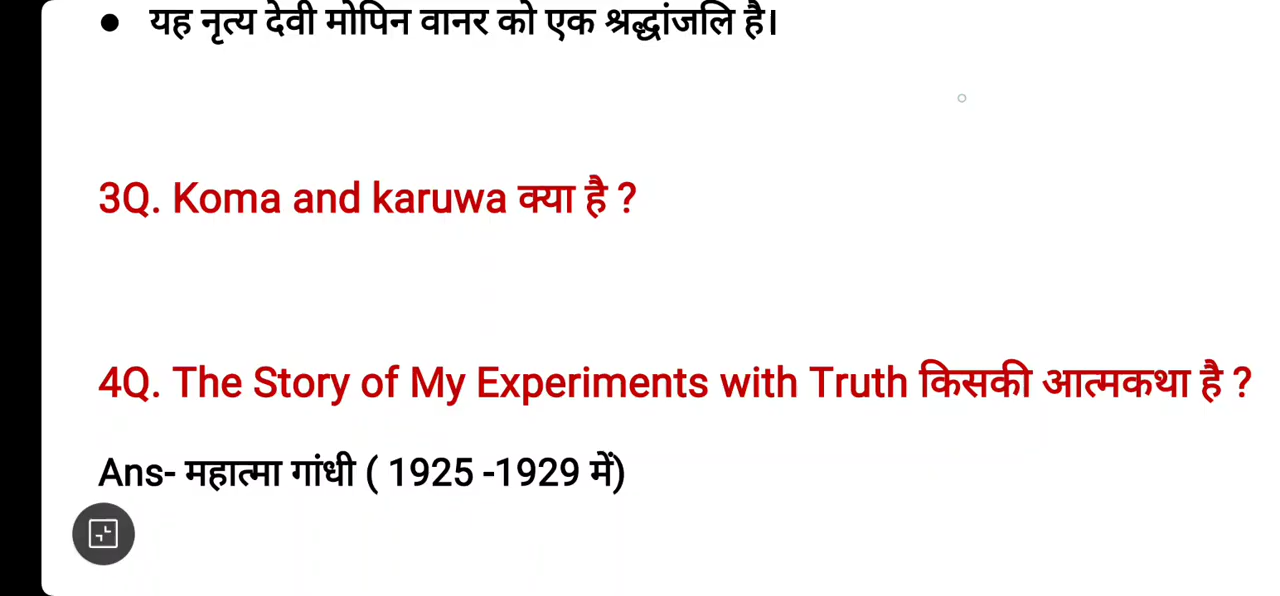 ● यह नृत्य देवी मोपिन वानर को एक श्रद्धांजलि है।
3Q. Koma and karuwa क्या है ?
4Q. The Story of My Experiments with Truth किसकी आत्मकथा है ?
Ans- महात्मा गांधी ( 1925 -1929 में)